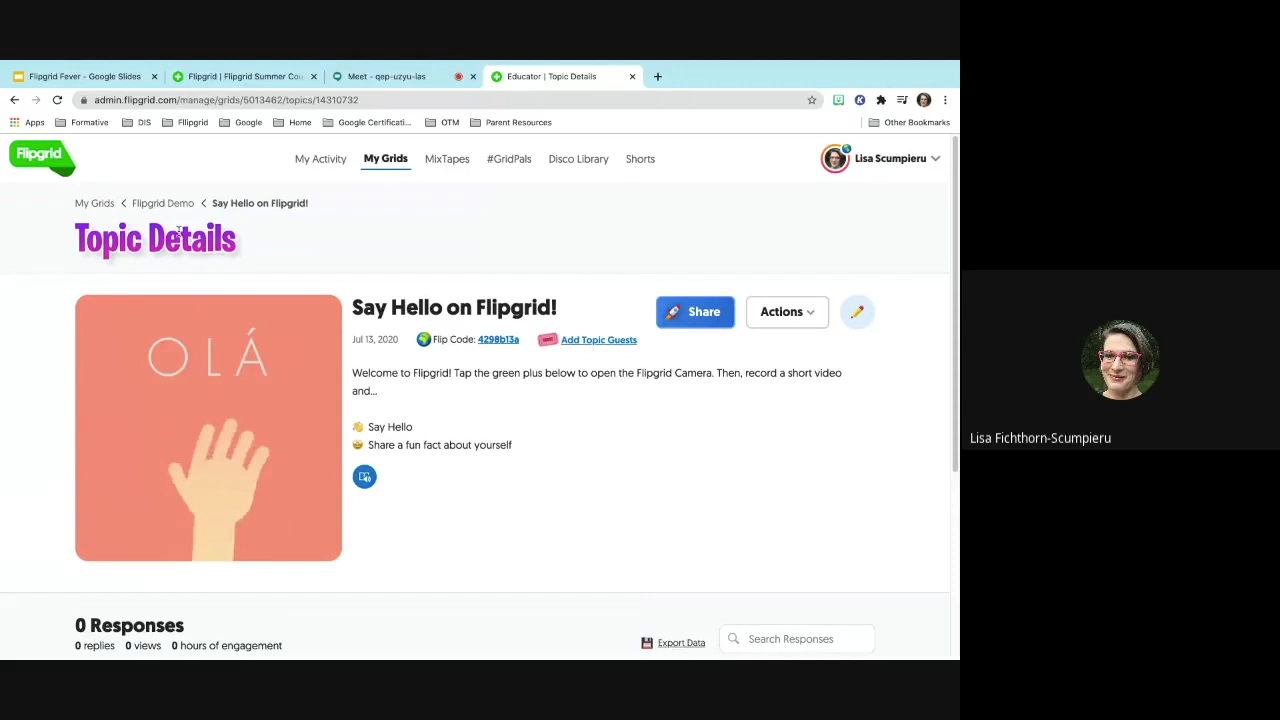 Flipgrid Fever - Google Slides
Flipgrid | Flipgrid Summer Cou
Meet - qep-uzyu-ias
Educator | Topic Details
admin.flipgrid.com/manage/grids/5013462/topics/14310732
Apps
Formative
DIS
Flipgrid
Google
Home
Google Certificati...
OTM
Parent Resources
Other Bookmarks
Flipgrid
My Activity
My Grids
MixTapes
#GridPals
Disco Library
Shorts
Lisa Scumpieru
My Grids < Flipgrid Demo < Say Hello on Flipgrid!
Topic Details
OLÁ
Say Hello on Flipgrid!
Share
Actions
Jul 13, 2020
Flip Code: 4298b13a
Add Topic Guests
Welcome to Flipgrid! Tap the green plus below to open the Flipgrid Camera. Then, record a short video
and...
👋 Say Hello
🤩 Share a fun fact about yourself
0 Responses
0 replies 0 views 0 hours of engagement
Export Data
Search Responses
Lisa Fichthorn-Scumpieru